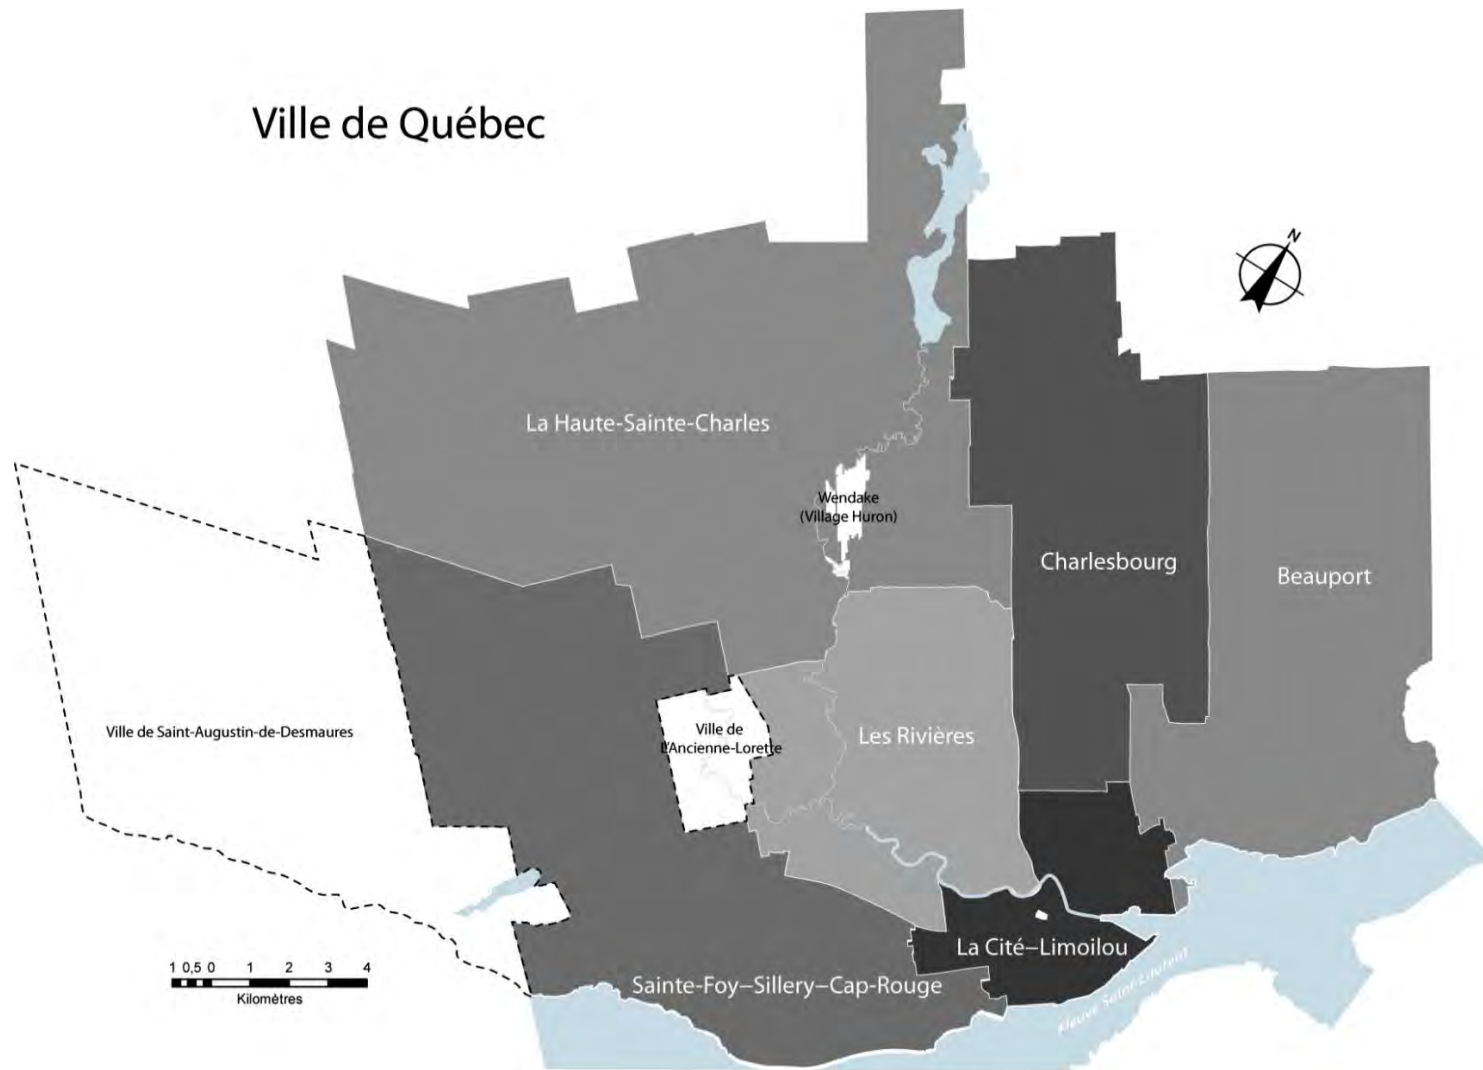 Ville de Québec
N
La Haute-Sainte-Charles
Wendake
(Village Huron)
Charlesbourg
Beauport
Ville de Saint-Augustin-de-Desmaures
Ville de
L'Ancienne-Lorette
Les Rivières
La Cité–Limoilou
Sainte-Foy–Sillery–Cap-Rouge
Fleuve Saint-Laurent
1 0,5 0 1 2 3 4
Kilomètres